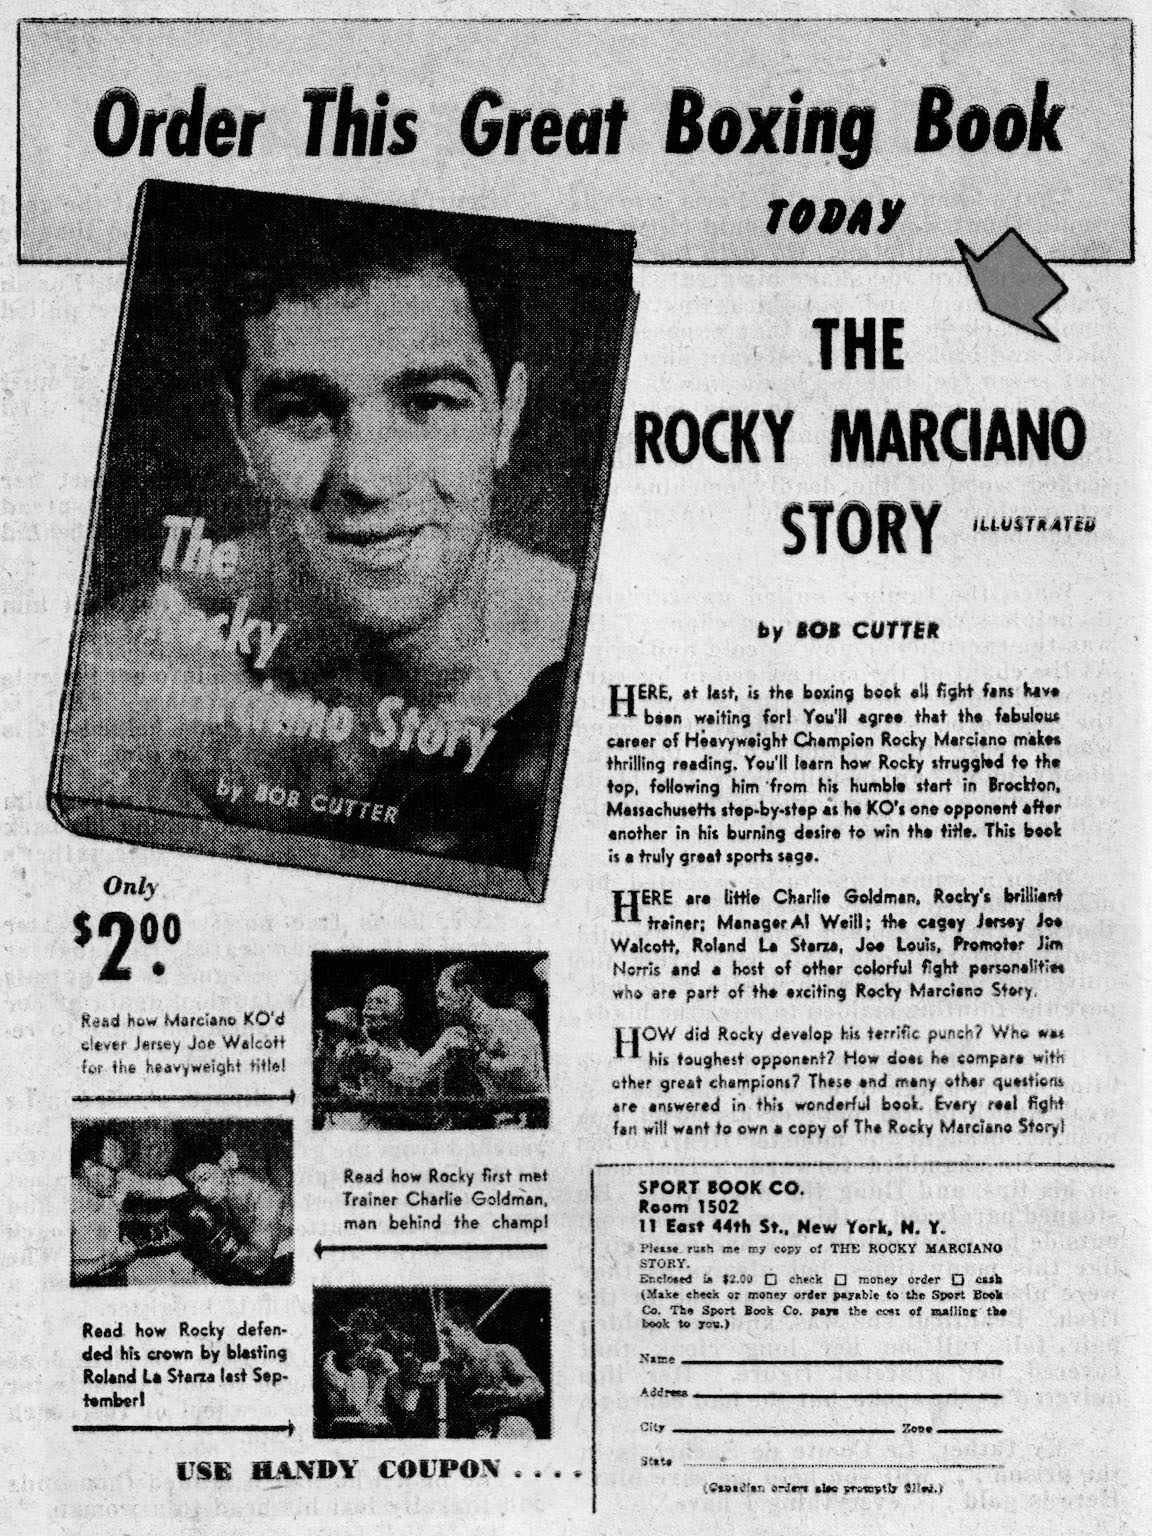 Order This Great Boxing Book
TODAY
THE
ROCKY MARCIANO
STORY ILLUSTRATED
by BOB CUTTER
The
Rocky
Marciano Story
by BOB CUTTER
HERE, at last, is the boxing book all fight fans have
been waiting for! You'll agree that the fabulous
career of Heavyweight Champion Rocky Marciano makes
thrilling reading. You'll learn how Rocky struggled to the
top, following him from his humble start in Brockton,
Massachusetts step-by-step as he KO's one opponent after
another in his burning desire to win the title. This book
is a truly great sports saga.
HERE are little Charlie Goldman, Rocky's brilliant
trainer; Manager Al Weill; the cagey Jersey Joe
Walcott, Roland La Starza, Joe Louis, Promoter Jim
Norris and a host of other colorful fight personalities
who are part of the exciting Rocky Marciano Story.
HOW did Rocky develop his terrific punch? Who was
his toughest opponent? How does he compare with
other great champions? These and many other questions
are answered in this wonderful book. Every real fight
fan will want to own a copy of The Rocky Marciano Story!
Only
$2.00
Read how Marciano KO'd
clever Jersey Joe Walcott
for the heavyweight title!
Read how Rocky first met
Trainer Charlie Goldman,
man behind the champ!
Read how Rocky defen-
ded his crown by blasting
Roland La Starza last Sep-
tember!
USE HANDY COUPON . . . .
SPORT BOOK CO.
Room 1502
11 East 44th St., New York, N. Y.
Please rush me my copy of THE ROCKY MARCIANO
STORY.
Enclosed is $2.00 □ check □ money order □ cash
(Make check or money order payable to the Sport Book
Co. The Sport Book Co. pays the cost of mailing the
book to you.)
Name
Address
City Zone
State
(Canadian orders also promptly filled.)